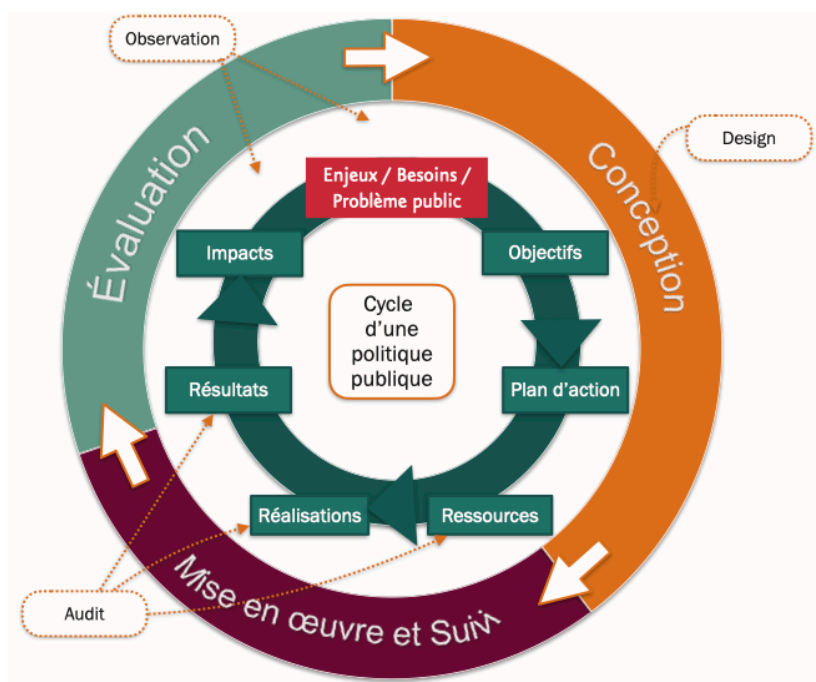 Observation
Évaluation
Conception
Design
Enjeux / Besoins /
Problème public
Impacts
Objectifs
Cycle
d'une
politique
publique
Résultats
Plan d'action
Réalisations
Ressources
Audit
Mise en œuvre et Suivi